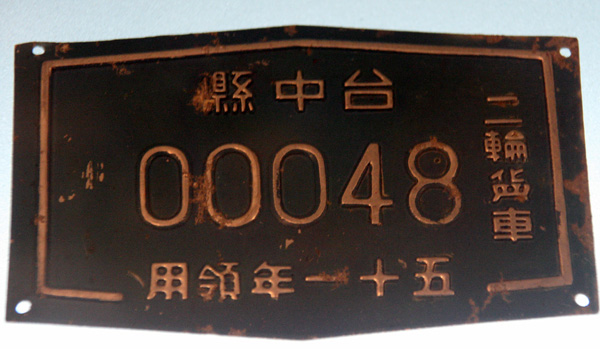 台中縣
二輪貨車
00048
五十一年領用